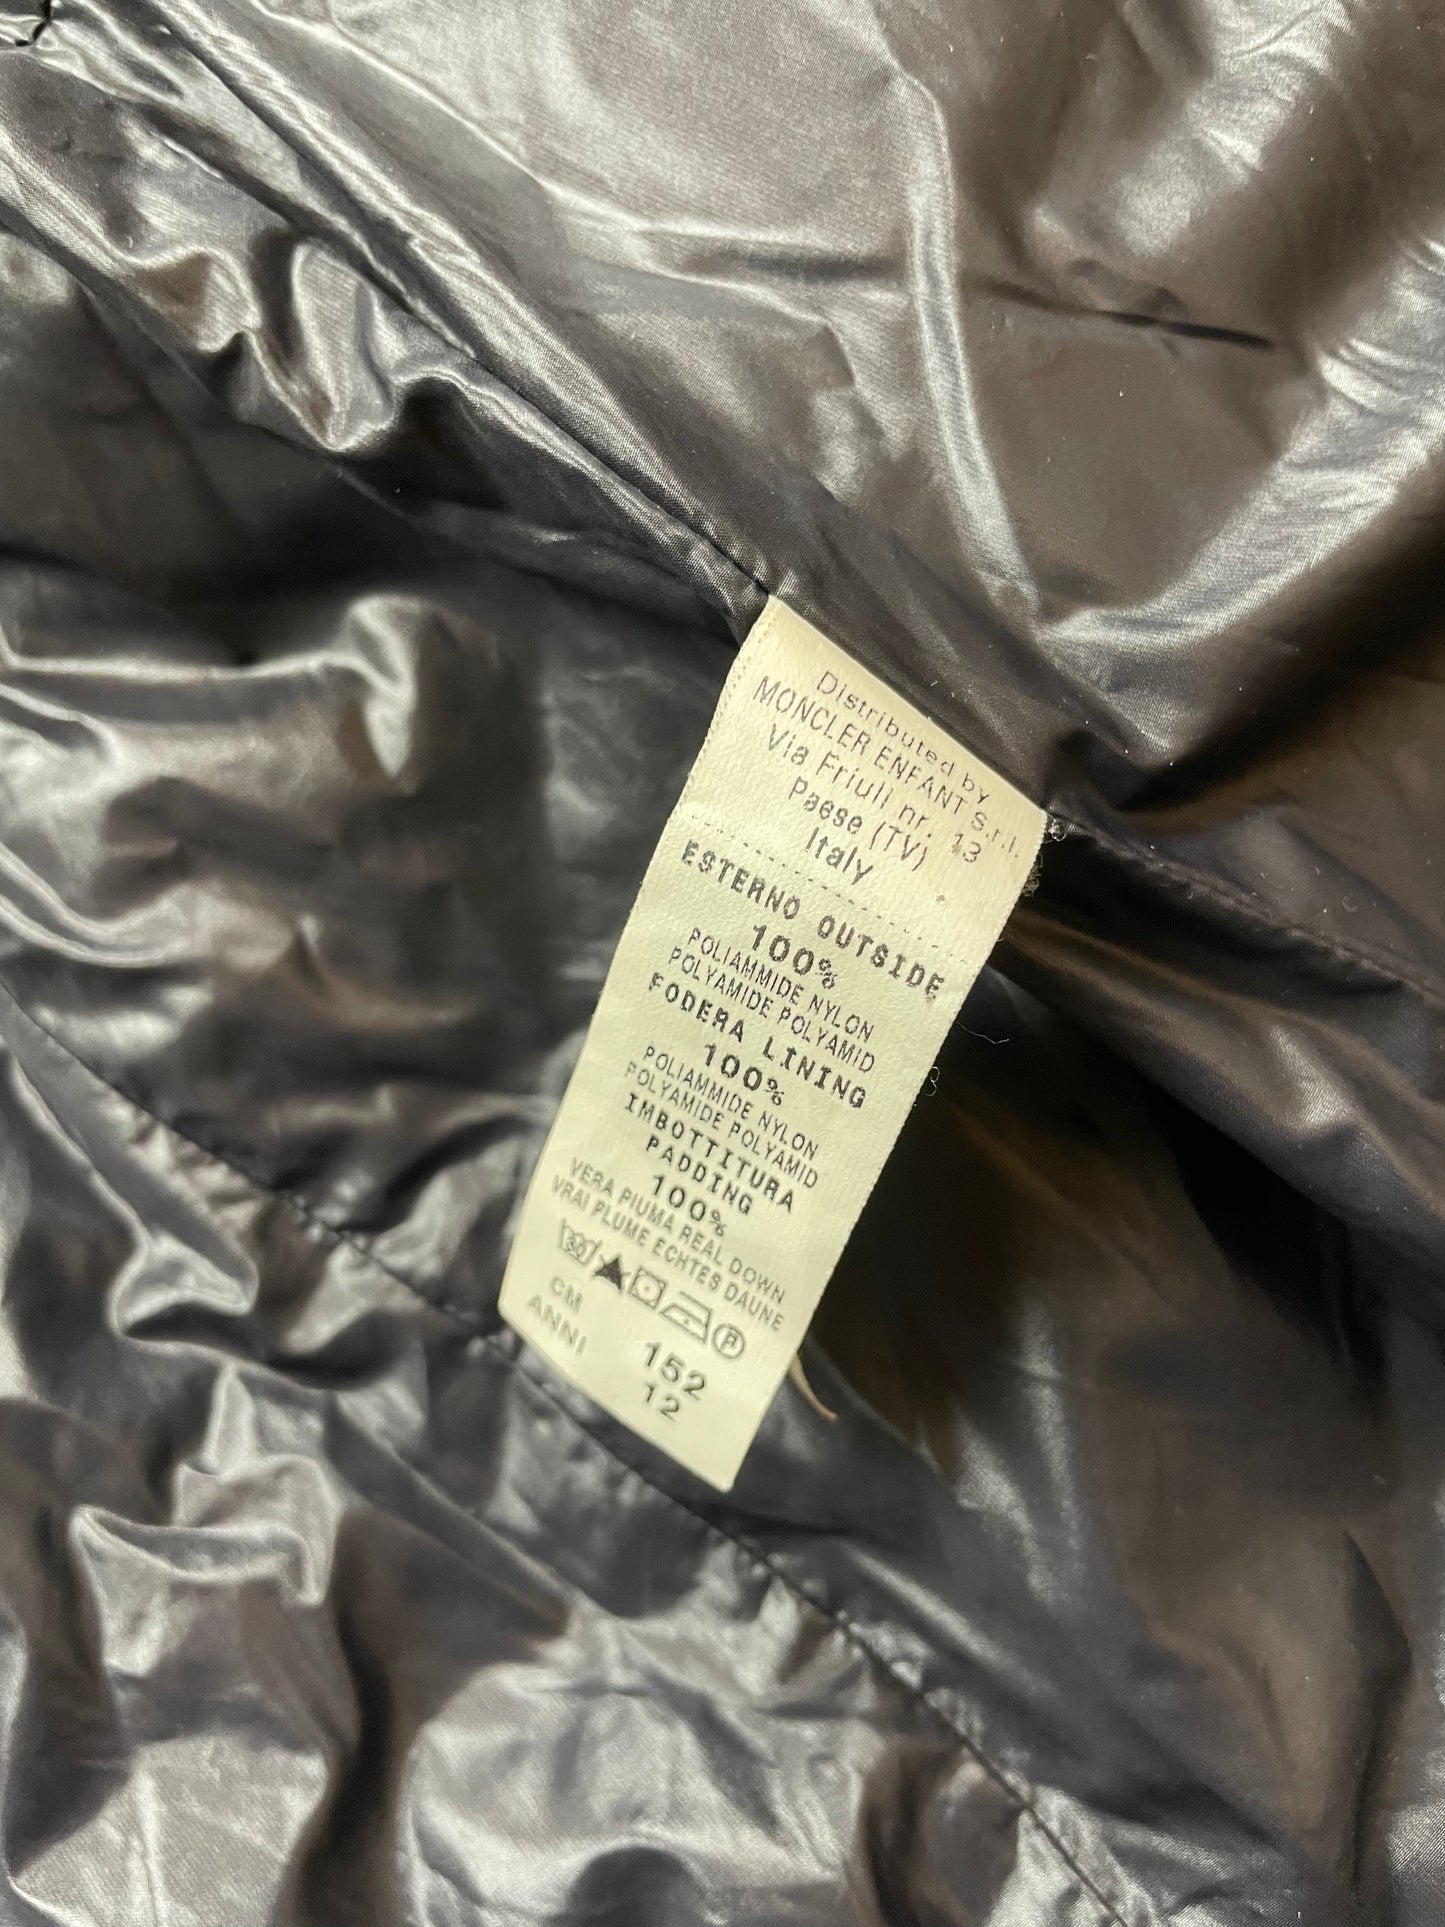 Distributed by
MONCLER ENFANT S.r.l.
Via Friuli nr. 13
Paese (TV)
Italy
ESTERNO OUTSIDE
100%
POLIAMMIDE NYLON
POLYAMIDE POLYAMID
FODERA LINING
100%
POLIAMMIDE NYLON
POLYAMIDE POLYAMID
IMBOTTITURA
PADDING
100%
VERA PIUMA REAL DOWN
VRAI PLUME ECHTES DAUNE
30 P
CM 152
ANNI 12